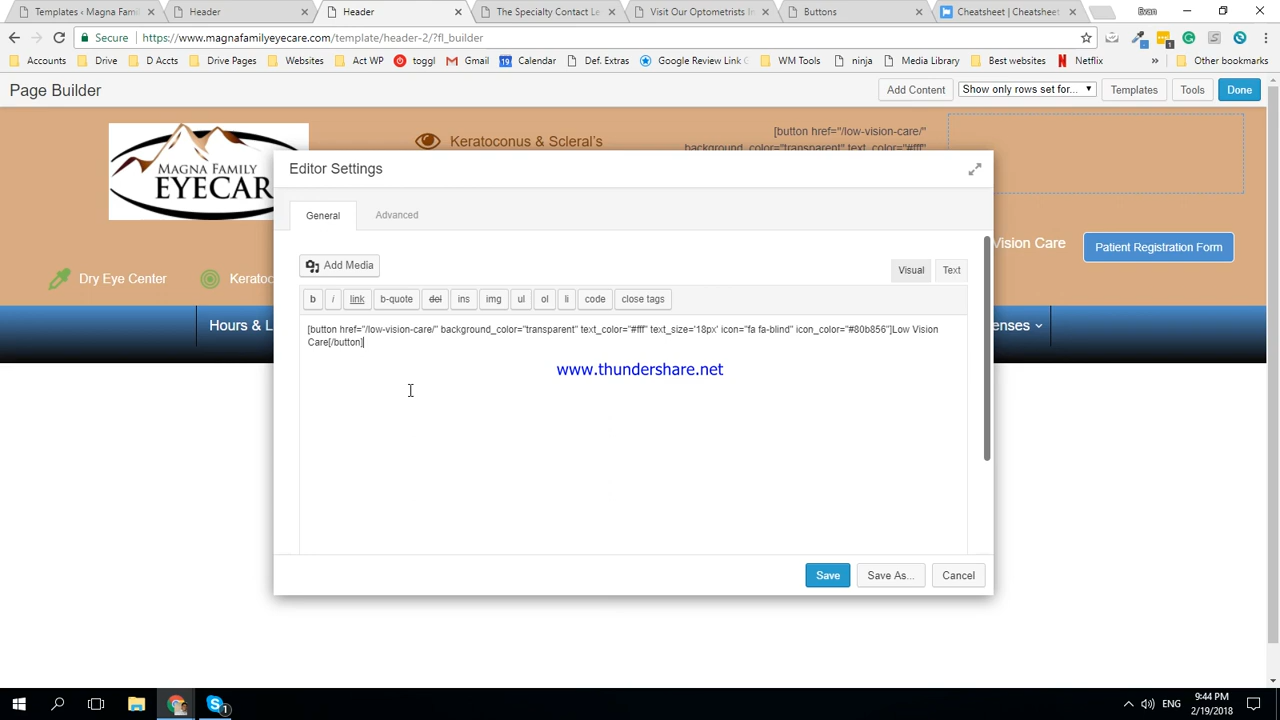 Templates ‹ Magna Fami
Header
Header
The Specialty Contact Le
Visit Our Optometrists I
Buttons
Cheatsheet | Cheatsheet
Evan
Secure
https://www.magnafamilyeyecare.com/template/header-2/?fl_builder
Accounts
Drive
D Accts
Drive Pages
Websites
Act WP
toggl
Gmail
Calendar
Def. Extras
Google Review Link
WM Tools
ninja
Media Library
Best websites
Netflix
»
Other bookmarks
Page Builder
Add Content
Show only rows set for...
Templates
Tools
Done
MAGNA FAMILY
EYECAR
Keratoconus & Scleral's
[button href="/low-vision-care/"
background_color="transparent" text_color="#fff"
Editor Settings
General
Advanced
Add Media
Visual
Text
b
i
link
b-quote
del
ins
img
ul
ol
li
code
close tags
[button href="/low-vision-care/" background_color="transparent" text_color="#fff" text_size='18px' icon="fa fa-blind" icon_color="#80b856"]Low Vision
Care[/button]
www.thundershare.net
Save
Save As...
Cancel
Vision Care
Patient Registration Form
Dry Eye Center
Kerato
Hours & L
enses
1
1
ENG
9:44 PM
2/19/2018